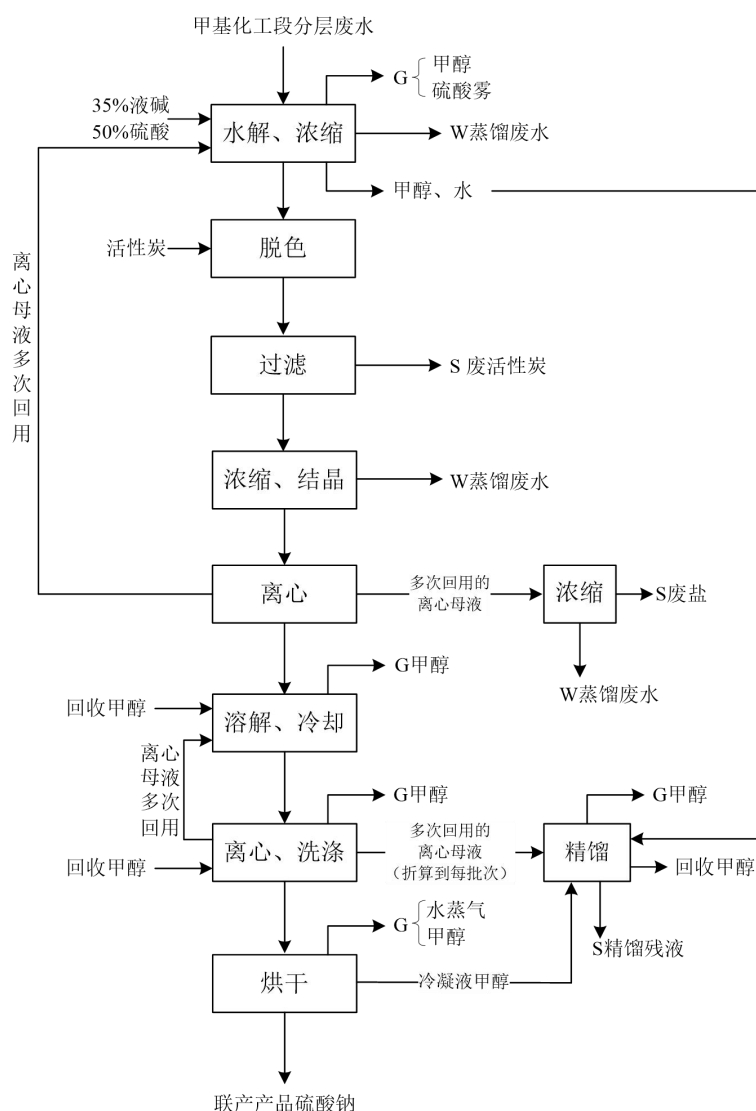 甲基化工段分层废水
G
甲醇
硫酸雾
35%液碱
50%硫酸
水解、浓缩
W蒸馏废水
甲醇、水
活性炭
脱色
离心母液多次回用
过滤
S 废活性炭
浓缩、结晶
W蒸馏废水
离心
多次回用的
离心母液
浓缩
S废盐
W蒸馏废水
G甲醇
回收甲醇
溶解、冷却
离心
母液
多次
回用
G甲醇
G甲醇
回收甲醇
离心、洗涤
多次回用的
离心母液
（折算到每批次）
精馏
回收甲醇
G
水蒸气
甲醇
S精馏残液
烘干
冷凝液甲醇
联产产品硫酸钠